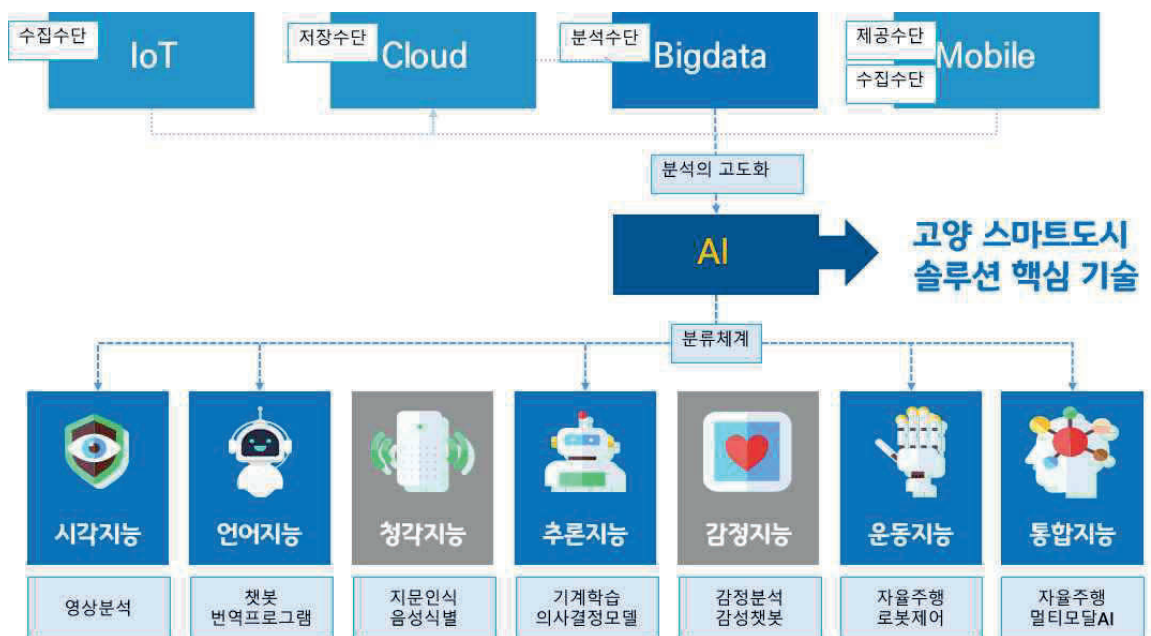 수집수단
IoT
저장수단
Cloud
분석수단
Bigdata
제공수단
수집수단
Mobile
분석의 고도화
AI
고양 스마트도시
솔루션 핵심 기술
분류체계
시각지능
언어지능
청각지능
추론지능
감정지능
운동지능
통합지능
영상분석
챗봇
번역프로그램
지문인식
음성식별
기계학습
의사결정모델
감정분석
감성챗봇
자율주행
로봇제어
자율주행
멀티모달AI